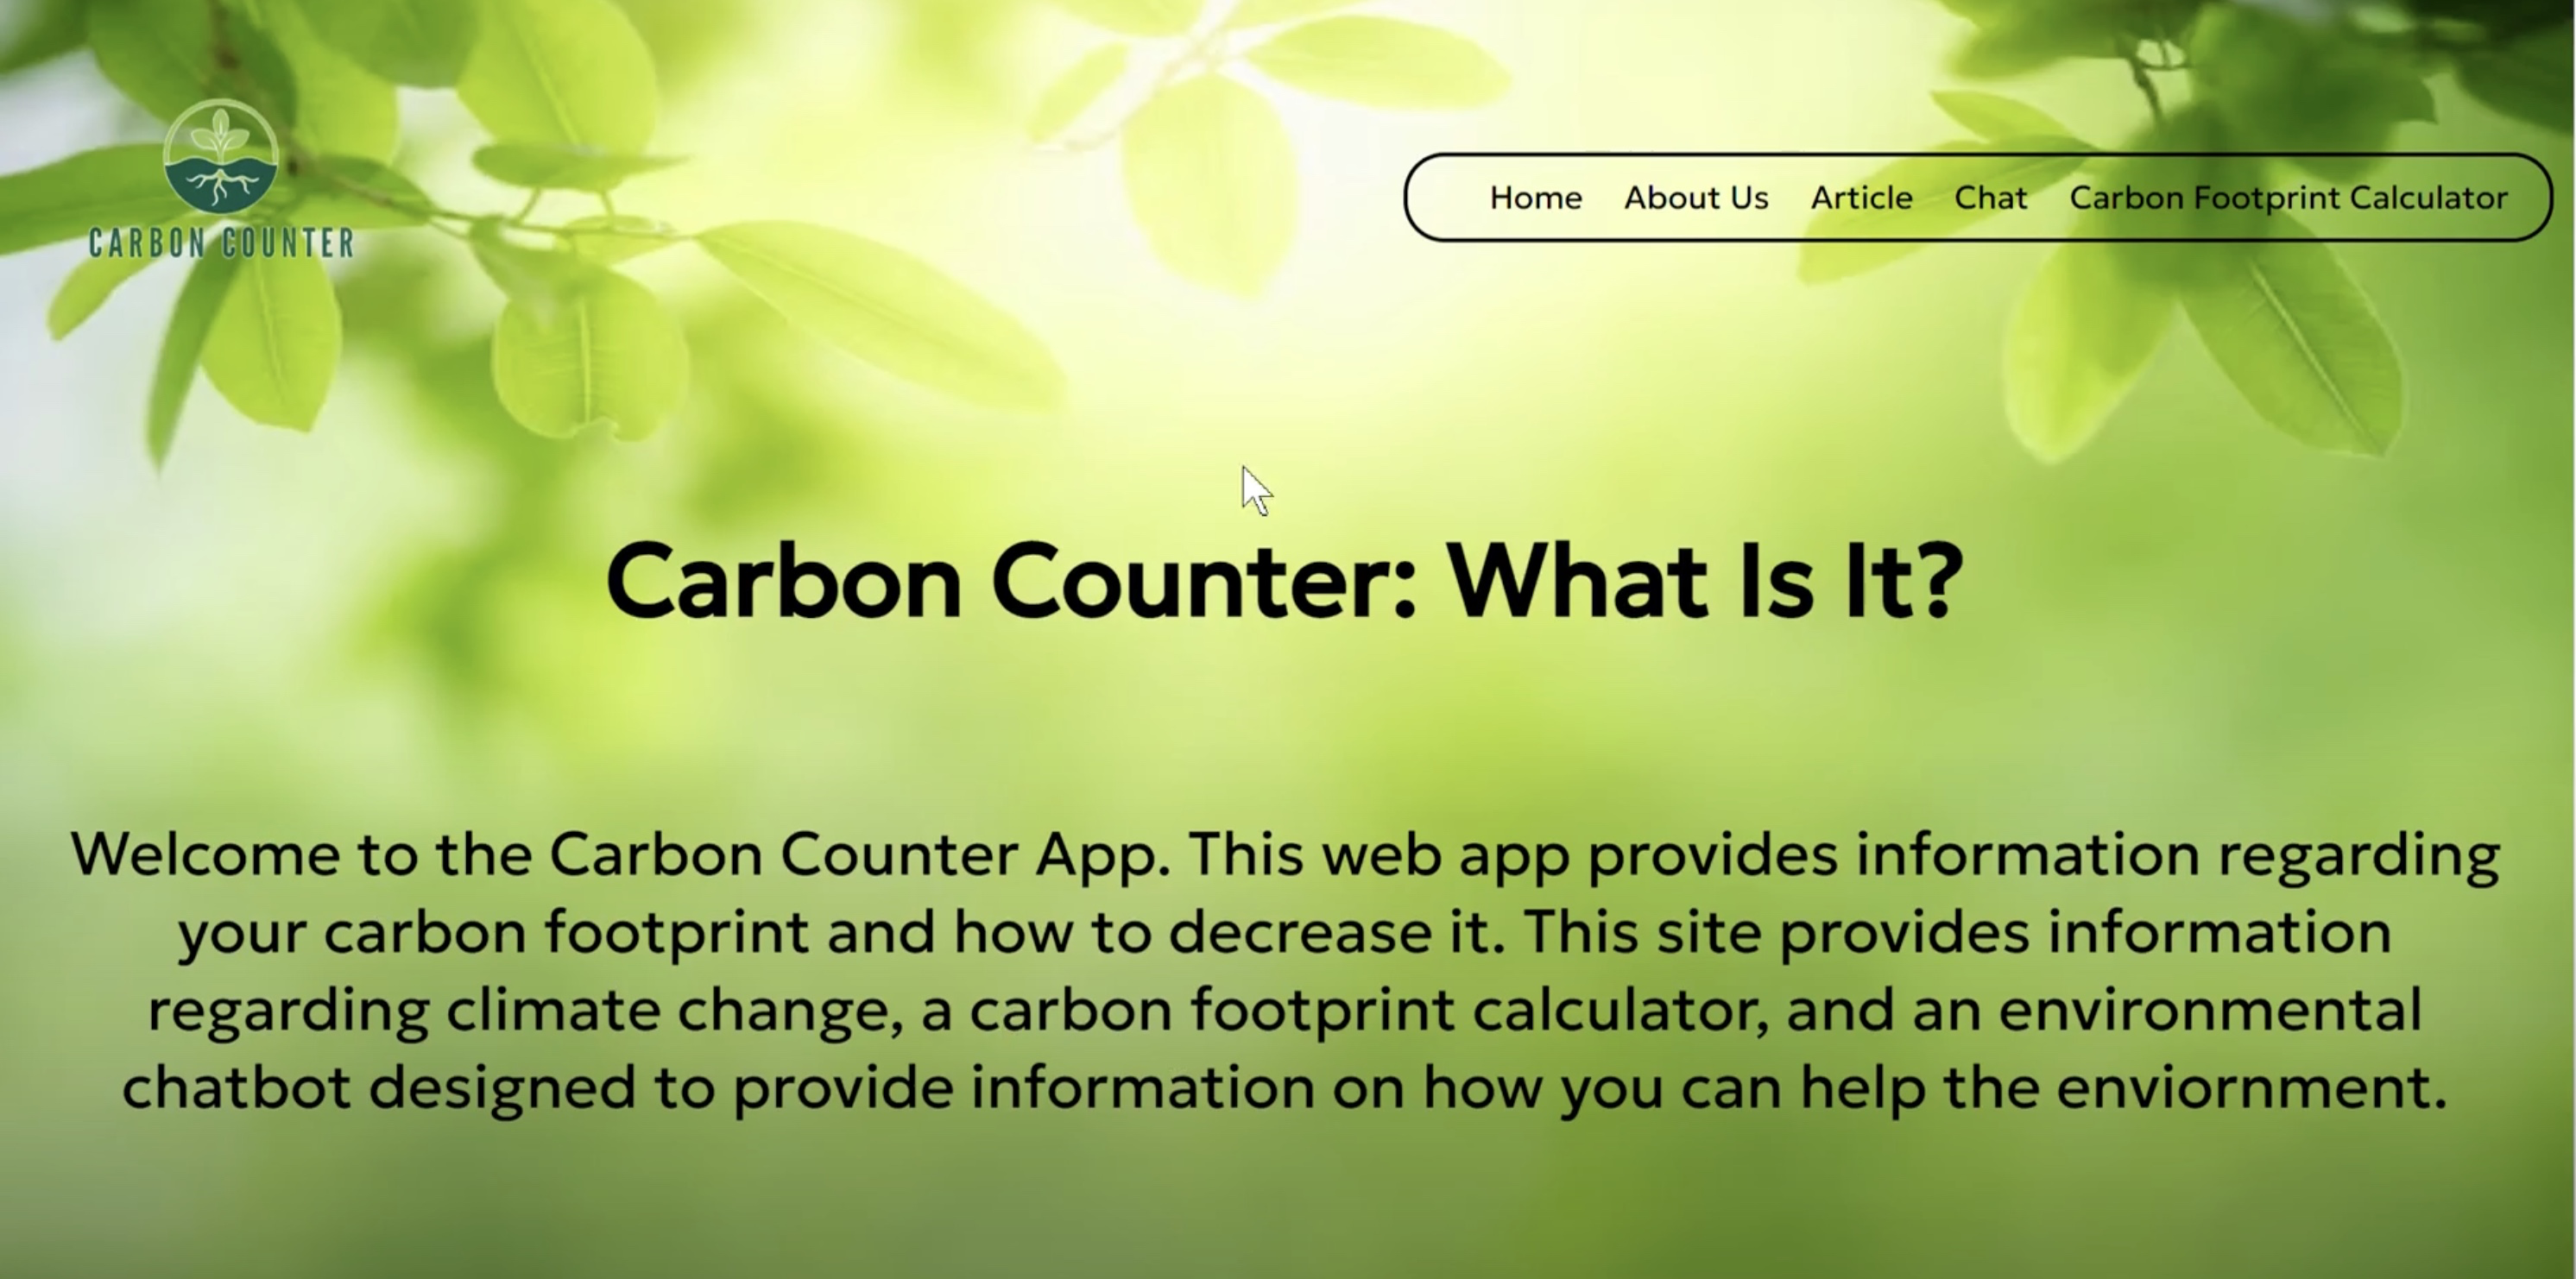 CARBON COUNTER
Home About Us Article Chat Carbon Footprint Calculator
Carbon Counter: What Is It?
Welcome to the Carbon Counter App. This web app provides information regarding
your carbon footprint and how to decrease it. This site provides information
regarding climate change, a carbon footprint calculator, and an environmental
chatbot designed to provide information on how you can help the enviornment.